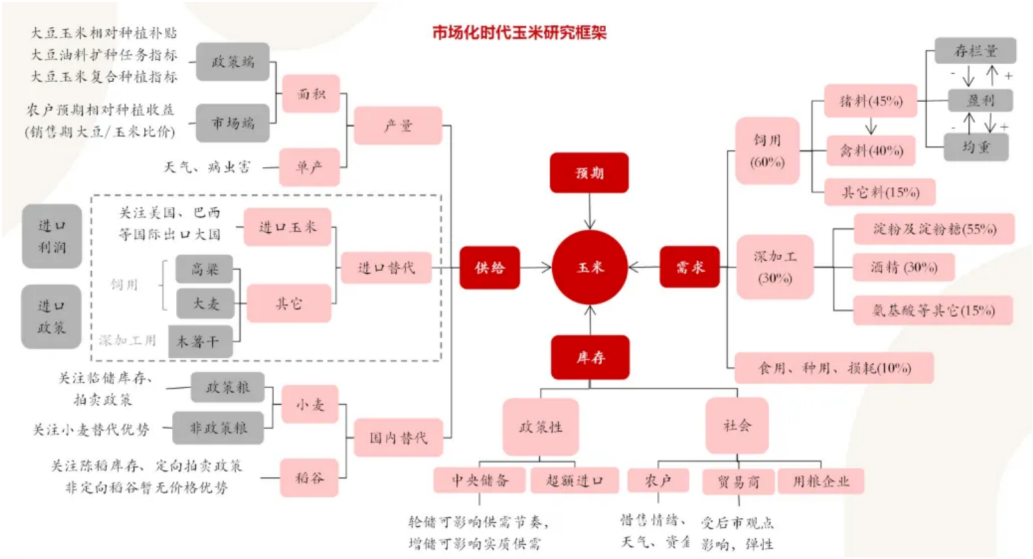 市场化时代玉米研究框架
大豆玉米相对种植补贴
大豆油料扩种任务指标
大豆玉米复合种植指标
政策端
农户预期相对种植收益
(销售期大豆/玉米比价)
市场端
面积
天气、病虫害
单产
产量
进口
利润
进口
政策
关注美国、巴西
等国际出口大国
进口玉米
饲用
高粱
大麦
深加工用
木薯干
其它
进口替代
关注临储库存、
拍卖政策
政策粮
关注小麦替代优势
非政策粮
小麦
关注陈稻库存、定向拍卖政策
非定向稻谷暂无价格优势
稻谷
国内替代
供给
预期
玉米
需求
库存
饲用
(60%)
猪料(45%)
禽料(40%)
其它料(15%)
存栏量
- +
盈利
- +
均重
深加工
(30%)
淀粉及淀粉糖(55%)
酒精 (30%)
氨基酸等其它(15%)
食用、种用、损耗(10%)
政策性
中央储备
超额进口
轮储可影响供需节奏，
增储可影响实质供需
社会
农户
贸易商
用粮企业
惜售情绪、
天气、资
受后市观点
影响，弹性